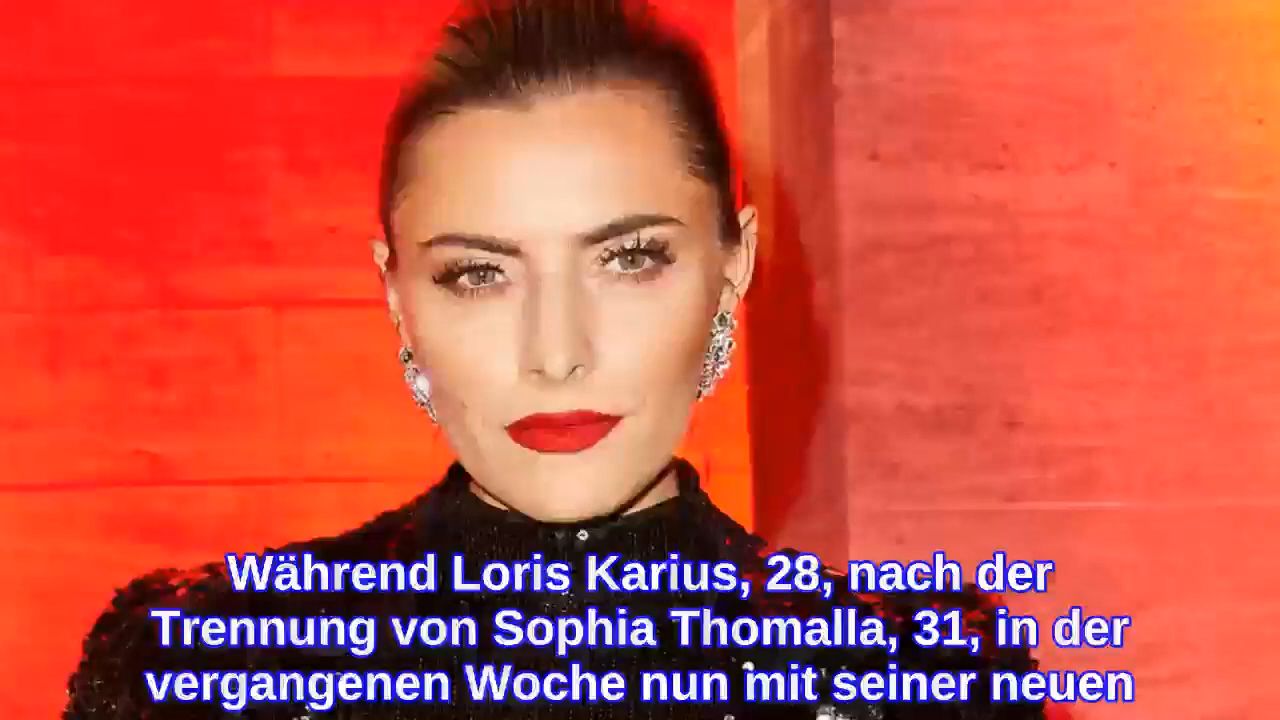 Während Loris Karius, 28, nach der
Trennung von Sophia Thomalla, 31, in der
vergangenen Woche nun mit seiner neuen